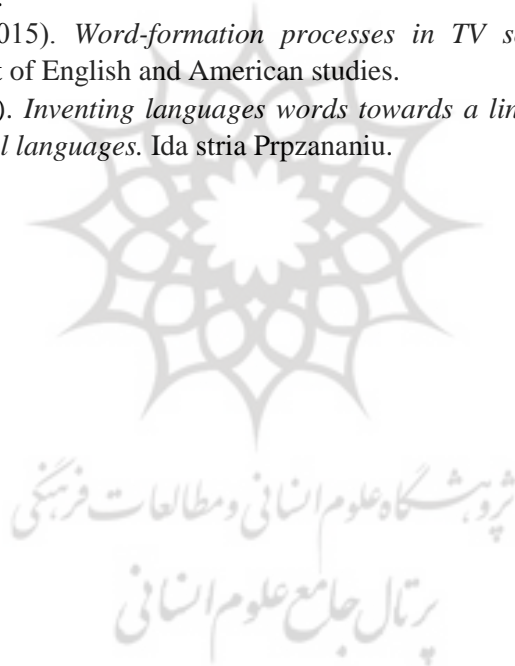 015). Word-formation processes in TV s
t of English and American studies.
). Inventing languages words towards a lin
l languages. Ida stria Prpzananiu.
پژوهشگاه علوم انسانی و مطالعات فرهنگی
پرتال جامع علوم انسانی